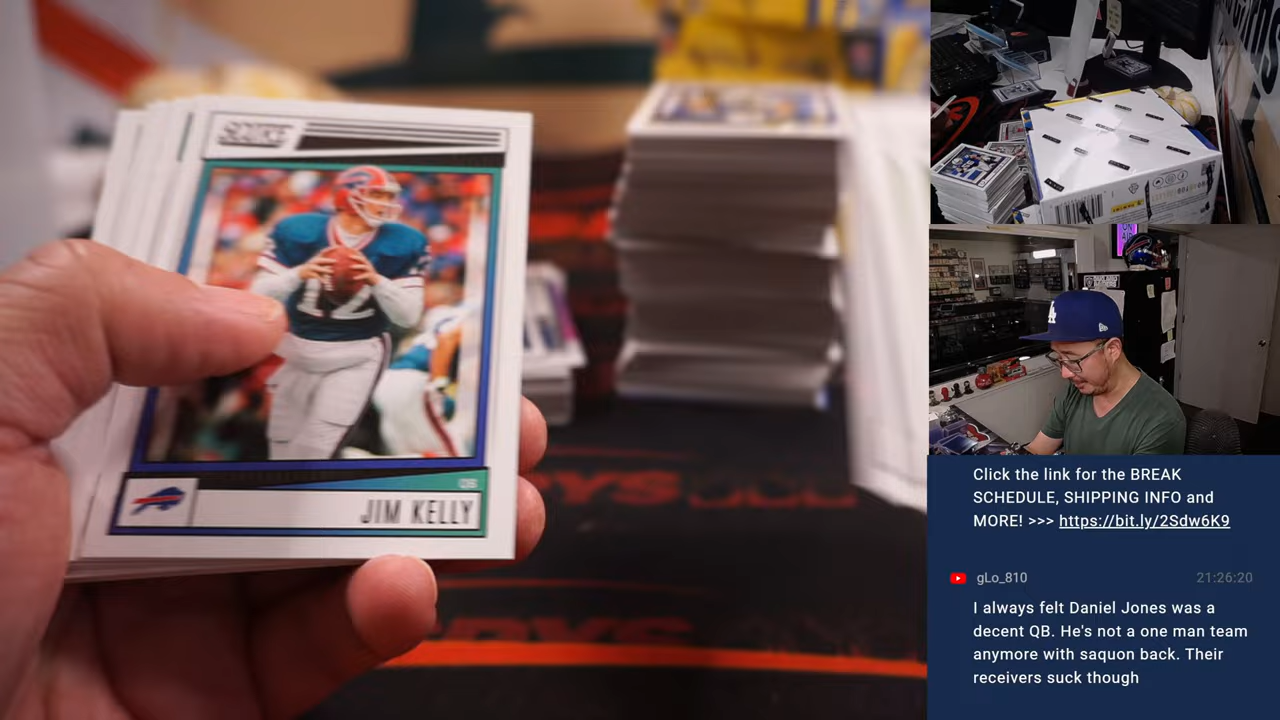 SCORE
12
QB
JIM KELLY
Click the link for the BREAK
SCHEDULE, SHIPPING INFO and
MORE! >>> https://bit.ly/2Sdw6K9
gLo_810 21:26:20
I always felt Daniel Jones was a
decent QB. He's not a one man team
anymore with saquon back. Their
receivers suck though